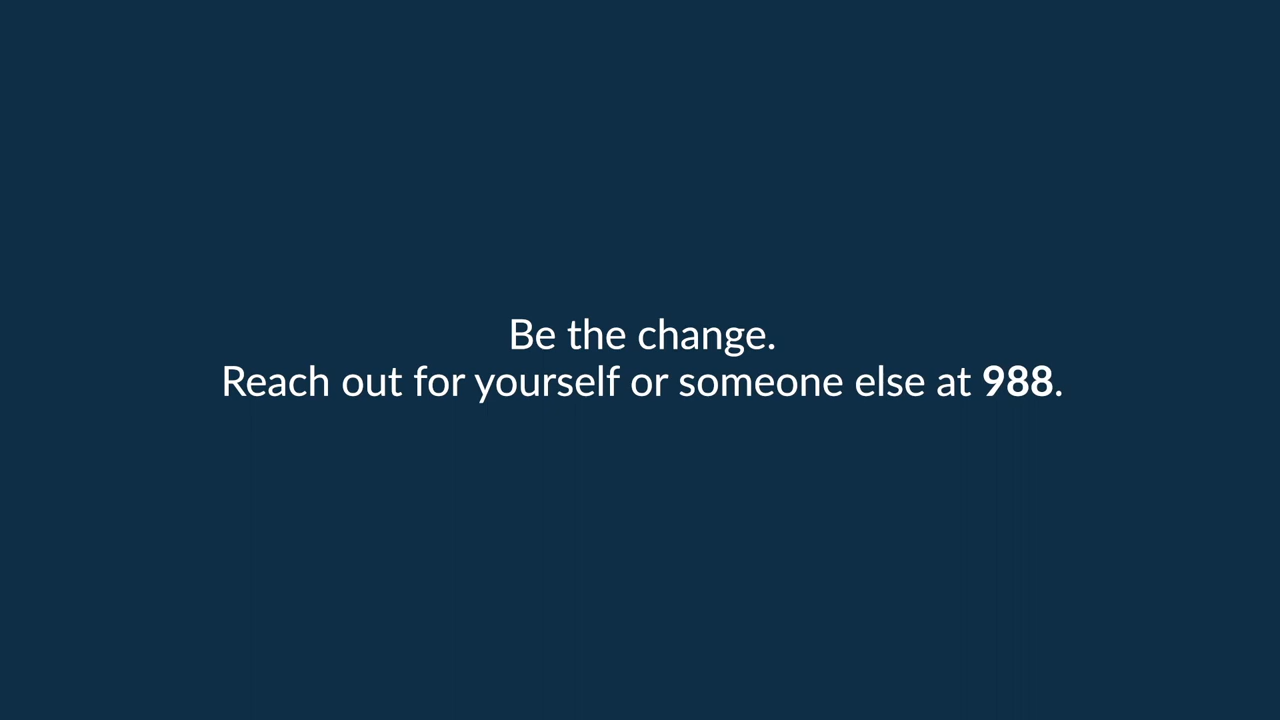 Be the change.
Reach out for yourself or someone else at 988.